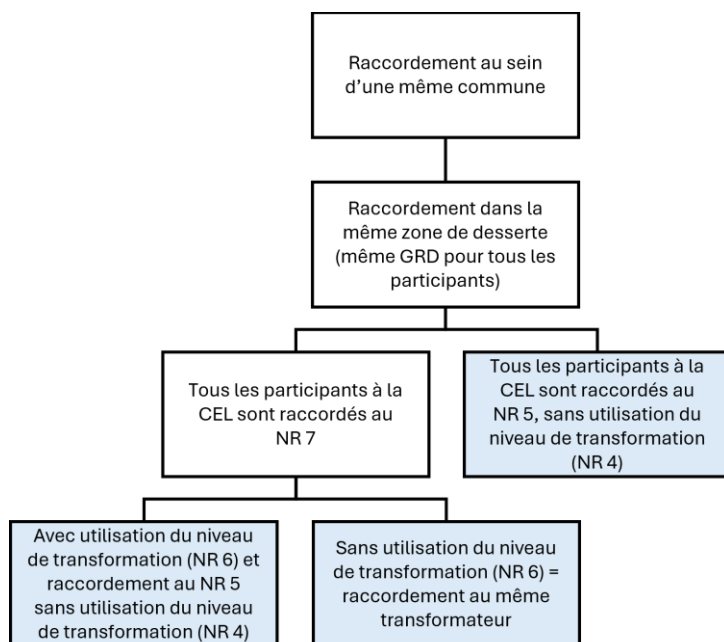 Raccordement au sein
d’une même commune
Raccordement dans la
même zone de desserte
(même GRD pour tous les
participants)
Tous les participants à la
CEL sont raccordés au
NR 7
Tous les participants à la
CEL sont raccordés au
NR 5, sans utilisation du
niveau de transformation
(NR 4)
Avec utilisation du niveau
de transformation (NR 6) et
raccordement au NR 5
sans utilisation du niveau
de transformation (NR 4)
Sans utilisation du niveau
de transformation (NR 6) =
raccordement au même
transformateur